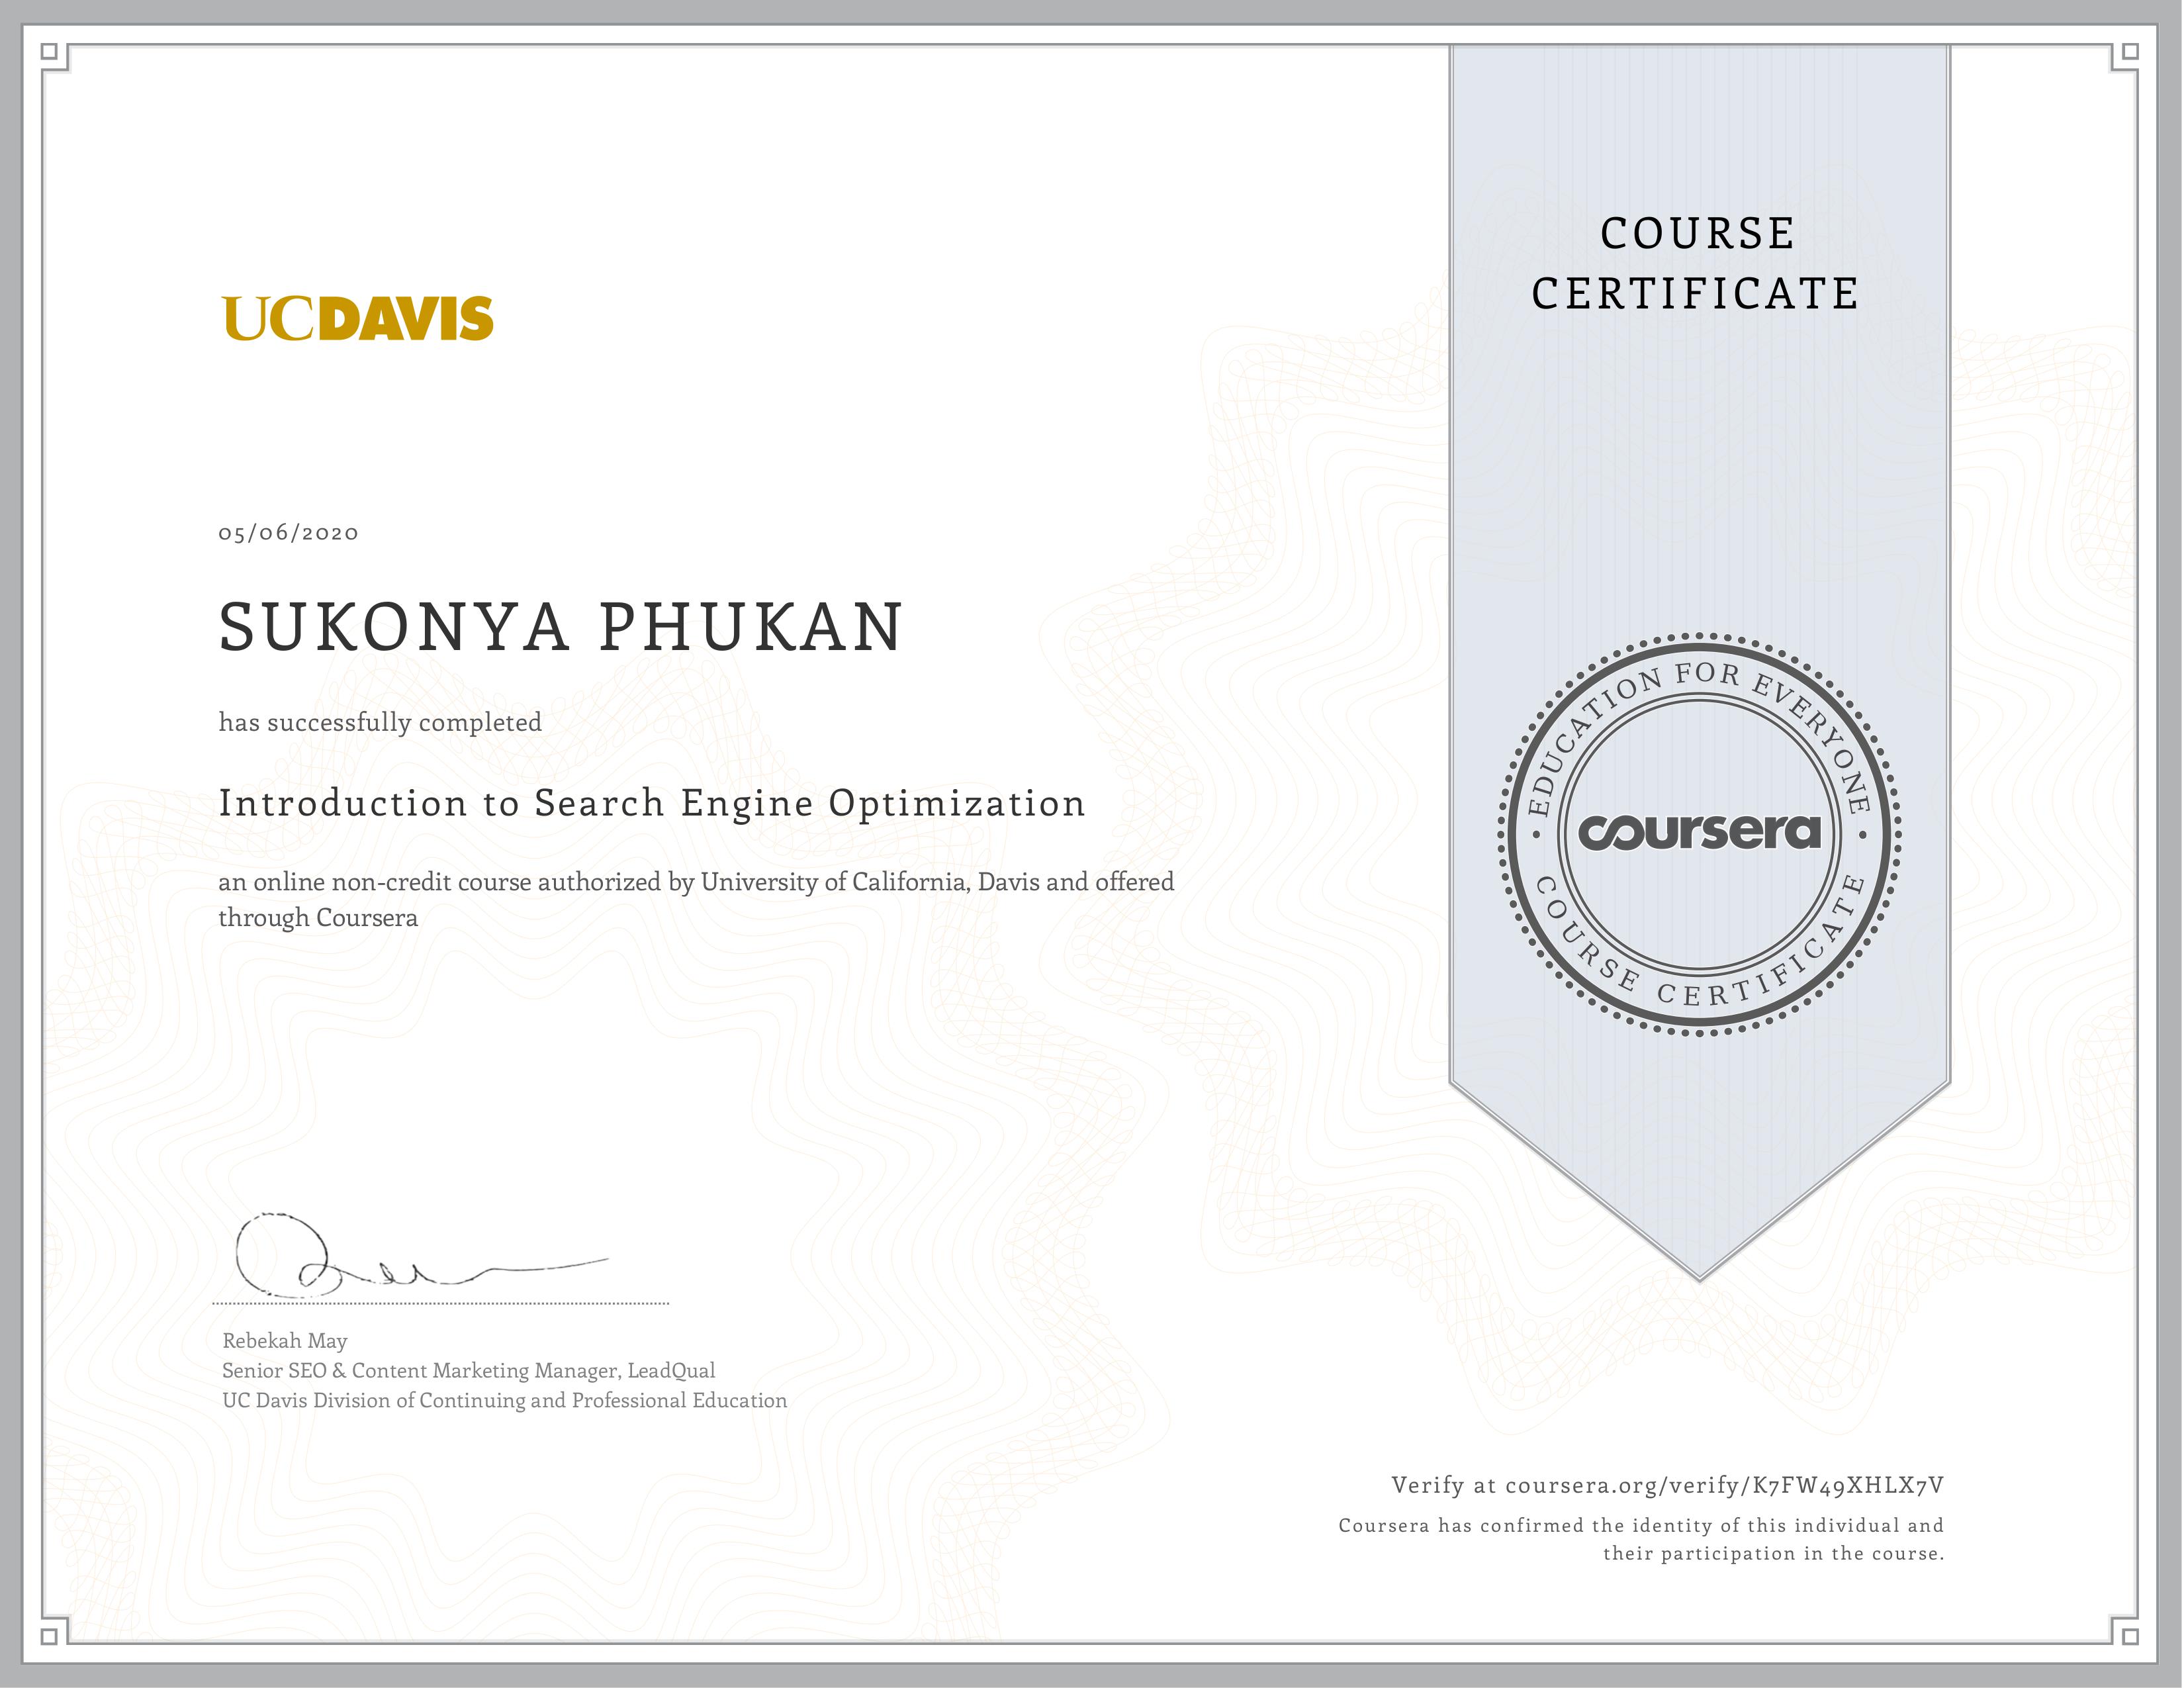 UCDAVIS
COURSE
CERTIFICATE
05/06/2020
SUKONYA PHUKAN
has successfully completed
Introduction to Search Engine Optimization
an online non-credit course authorized by University of California, Davis and offered
through Coursera
EDUCATION FOR EVERYONE
coursera
COURSE CERTIFICATE
Rebekah May
Senior SEO & Content Marketing Manager, LeadQual
UC Davis Division of Continuing and Professional Education
Verify at coursera.org/verify/K7FW49XHLX7V
Coursera has confirmed the identity of this individual and
their participation in the course.